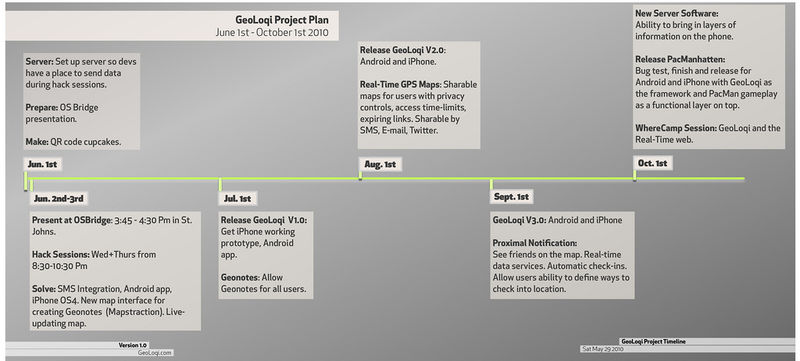 GeoLoqi Project Plan
June 1st - October 1st 2010
Server: Set up server so devs
have a place to send data
during hack sessions.
Prepare: OS Bridge
presentation.
Make: QR code cupcakes.
Jun. 1st
Jun. 2nd-3rd
Present at OSBridge: 3:45 - 4:30 Pm in St.
Johns.
Hack Sessions: Wed+Thurs from
8:30-10:30 Pm
Solve: SMS Integration, Android app,
iPhone OS4. New map interface for
creating Geonotes (Mapstraction). Live-
updating map.
Jul. 1st
Release GeoLoqi V1.0:
Get iPhone working
prototype, Android
app.
Geonotes: Allow
Geonotes for all users.
Release GeoLoqi V2.0:
Android and iPhone.
Real-Time GPS Maps: Sharable
maps for users with privacy
controls, access time-limits,
expiring links. Sharable by
SMS, E-mail, Twitter.
Aug. 1st
Sept. 1st
GeoLoqi V3.0: Android and iPhone
Proximal Notification:
See friends on the map. Real-time
data services. Automatic check-ins.
Allow users ability to define ways to
check into location.
New Server Software:
Ability to bring in layers of
information on the phone.
Release PacManhatten:
Bug test, finish and release for
Android and iPhone with GeoLoqi as
the framework and PacMan gameplay
as a functional layer on top.
WhereCamp Session: GeoLoqi and the
Real-Time web.
Oct. 1st
Version 1.0
GeoLoqi.com
GeoLoqi Project Timeline
Sat May 29 2010